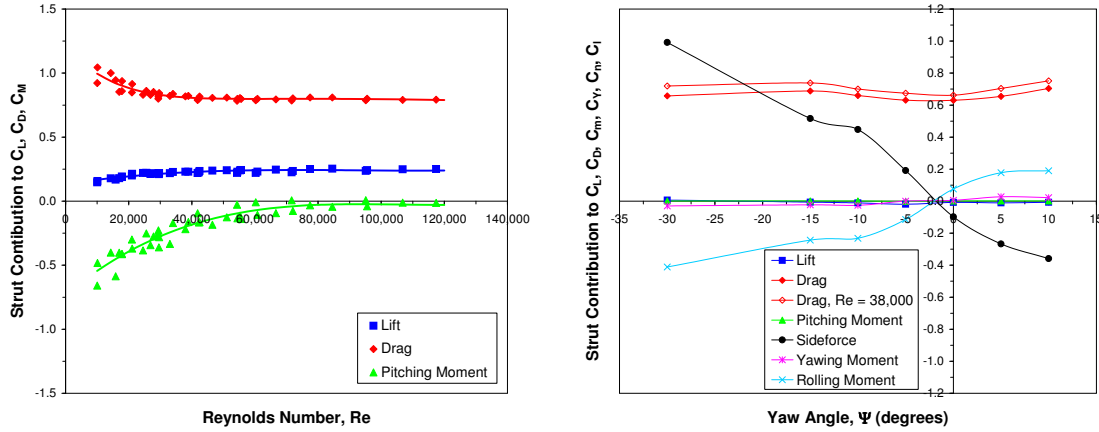 Strut Contibution to C_L, C_D, C_M
1.5
1.0
0.5
0.0
-0.5
-1.0
-1.5
0
20,000
40,000
60,000
80,000
100,000
120,000
140,000
Lift
Drag
Pitching Moment
Reynolds Number, Re
Strut Contribution to C_L, C_D, C_m, C_Y, C_n, C_l
1.2
1.0
0.8
0.6
0.4
0.2
0.0
-0.2
-0.4
-0.6
-0.8
-1.0
-1.2
-35
-30
-25
-20
-15
-10
-5
0
5
10
15
Lift
Drag
Drag, Re = 38,000
Pitching Moment
Sideforce
Yawing Moment
Rolling Moment
Yaw Angle, Ψ (degrees)